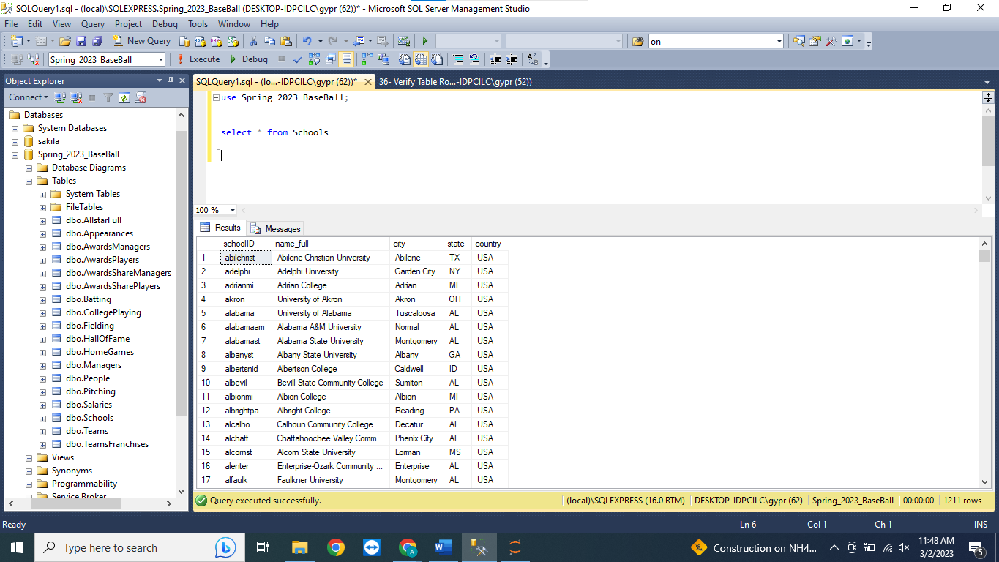 SQLQuery1.sql - (local)\SQLEXPRESS.Spring_2023_BaseBall (DESKTOP-IDPCILC\gypr (62))* - Microsoft SQL Server Management Studio
File Edit View Query Project Debug Tools Window Help
New Query on
Spring_2023_BaseBall Execute Debug
Object Explorer
Connect
Databases
System Databases
sakila
Spring_2023_BaseBall
Database Diagrams
Tables
System Tables
FileTables
dbo.AllstarFull
dbo.Appearances
dbo.AwardsManagers
dbo.AwardsPlayers
dbo.AwardsShareManagers
dbo.AwardsSharePlayers
dbo.Batting
dbo.CollegePlaying
dbo.Fielding
dbo.HallOfFame
dbo.HomeGames
dbo.Managers
dbo.People
dbo.Pitching
dbo.Salaries
dbo.Schools
dbo.Teams
dbo.TeamsFranchises
Views
Synonyms
Programmability
Service Broker
SQLQuery1.sql - (lo...-IDPCILC\gypr (62))* 36- Verify Table Ro...-IDPCILC\gypr (52))
use Spring_2023_BaseBall;
select * from Schools
100 %
Results Messages
schoolID name_full city state country
1 abilchrist Abilene Christian University Abilene TX USA
2 adelphi Adelphi University Garden City NY USA
3 adrianmi Adrian College Adrian MI USA
4 akron University of Akron Akron OH USA
5 alabama University of Alabama Tuscaloosa AL USA
6 alabamaam Alabama A&M University Normal AL USA
7 alabamast Alabama State University Montgomery AL USA
8 albanyst Albany State University Albany GA USA
9 albertsnid Albertson College Caldwell ID USA
10 albevil Bevill State Community College Sumiton AL USA
11 albionmi Albion College Albion MI USA
12 albrightpa Albright College Reading PA USA
13 alcalho Calhoun Community College Decatur AL USA
14 alchatt Chattahoochee Valley Comm... Phenix City AL USA
15 alcornst Alcorn State University Lorman MS USA
16 alenter Enterprise-Ozark Community ... Enterprise AL USA
17 alfaulk Faulkner University Montgomery AL USA
Query executed successfully. (local)\SQLEXPRESS (16.0 RTM) DESKTOP-IDPCILC\gypr (62) Spring_2023_BaseBall 00:00:00 1211 rows
Ready Ln 6 Col 1 Ch 1 INS
Type here to search Construction on NH4... 11:48 AM
3/2/2023 5